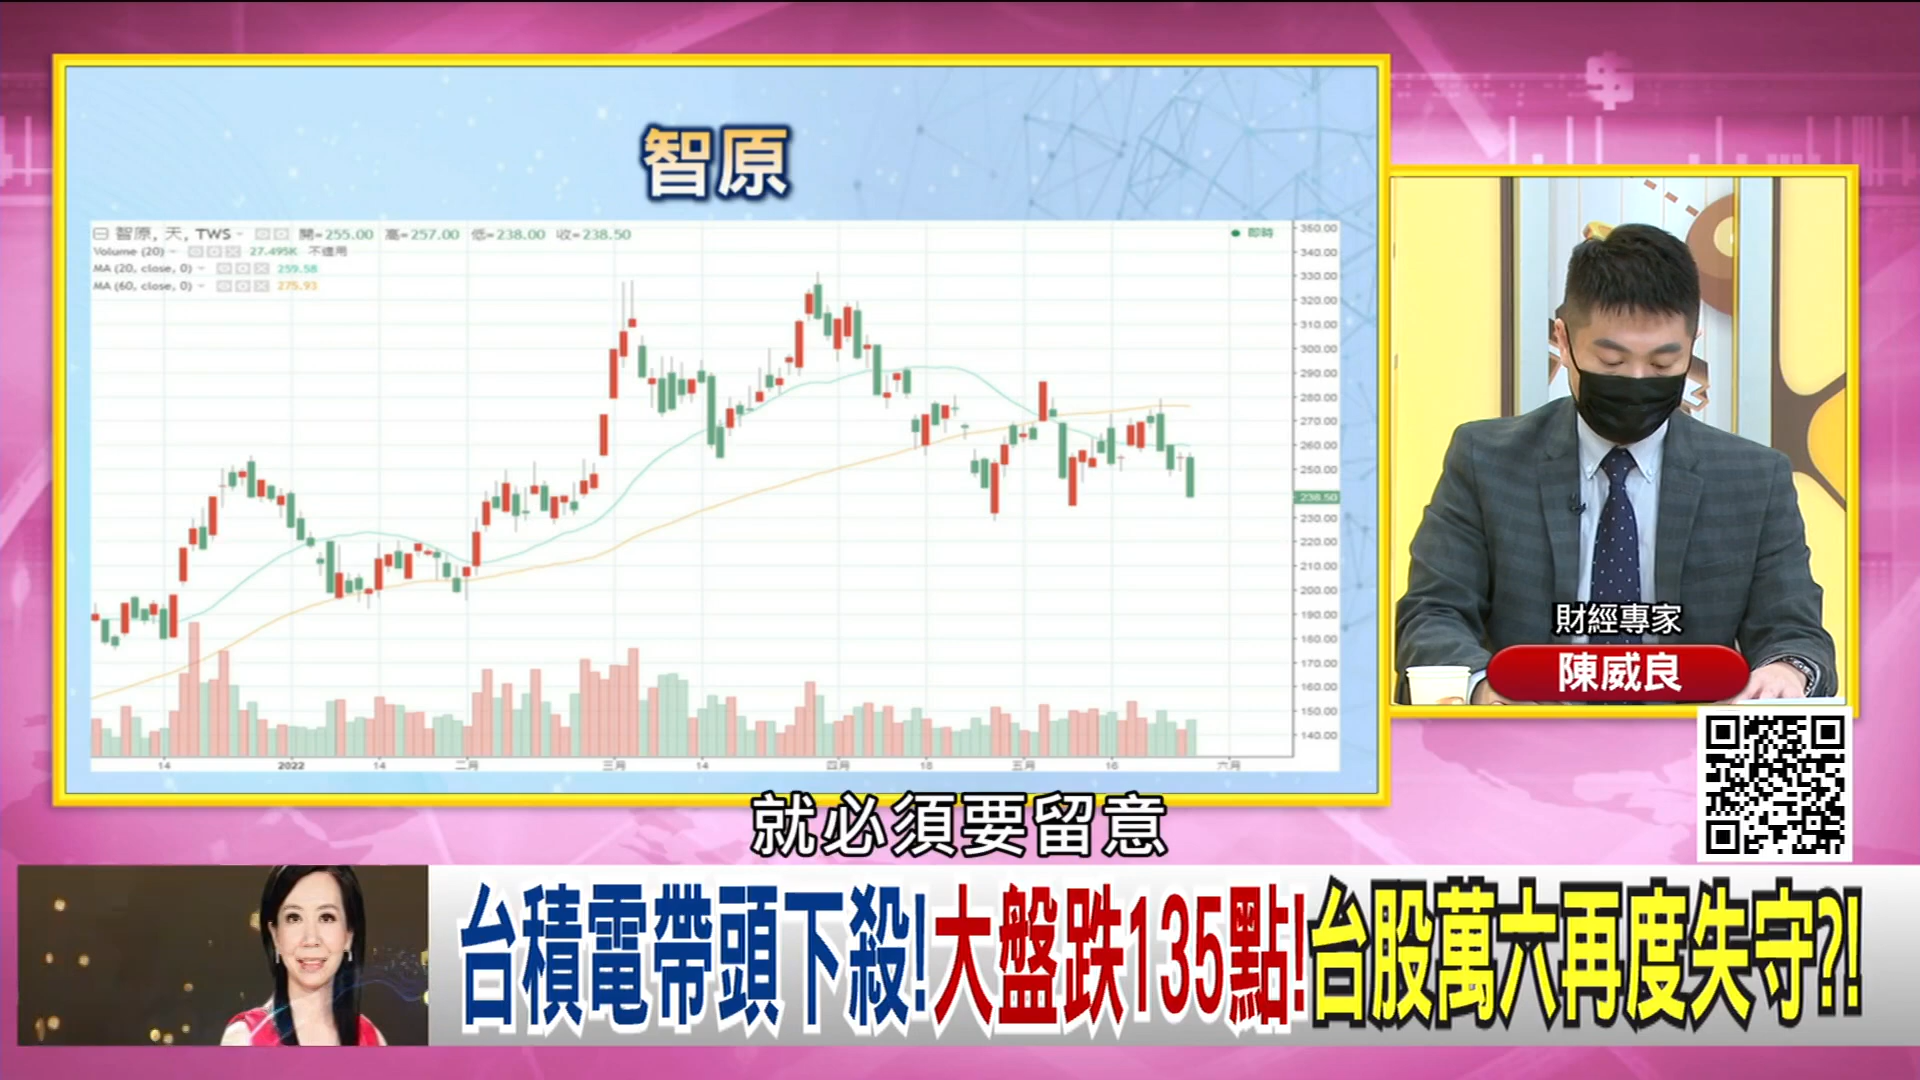 智原
智原, 天, TWS 開=255.00 高=257.00 低=238.00 收=238.50
即時
Volume (20) 27.495K 不適用
MA (20, close, 0) 259.58
MA (60, close, 0) 275.93
350.00
340.00
330.00
320.00
310.00
300.00
290.00
280.00
270.00
260.00
250.00
238.50
230.00
220.00
210.00
200.00
190.00
180.00
170.00
160.00
150.00
140.00
14 2022 14 二月 三月 14 四月 18 五月 16 六月
財經專家
陳威良
就必須要留意
台積電帶頭下殺!大盤跌135點!台股萬六再度失守?!